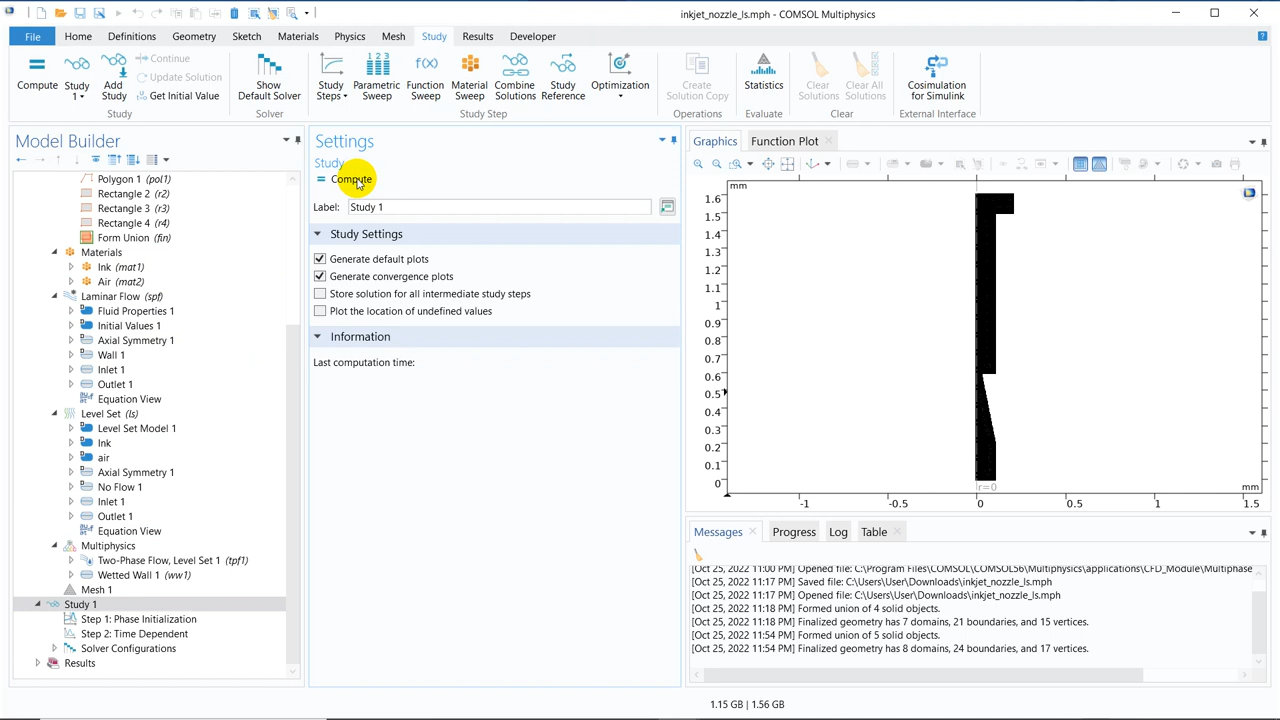 inkjet_nozzle_ls.mph - COMSOL Multiphysics
File Home Definitions Geometry Sketch Materials Physics Mesh Study Results Developer
Compute
Study 1
Add Study
Continue
Update Solution
Get Initial Value
Study
Show Default Solver
Solver
Study Steps
Parametric Sweep
Function Sweep
Material Sweep
Combine Solutions
Study Reference
Optimization
Study Step
Create Solution Copy
Operations
Statistics
Evaluate
Clear Solutions
Clear All Solutions
Clear
Cosimulation for Simulink
External Interface
Model Builder
Polygon 1 (pol1)
Rectangle 2 (r2)
Rectangle 3 (r3)
Rectangle 4 (r4)
Form Union (fin)
Materials
Ink (mat1)
Air (mat2)
Laminar Flow (spf)
Fluid Properties 1
Initial Values 1
Axial Symmetry 1
Wall 1
Inlet 1
Outlet 1
Equation View
Level Set (ls)
Level Set Model 1
Ink
air
Axial Symmetry 1
No Flow 1
Inlet 1
Outlet 1
Equation View
Multiphysics
Two-Phase Flow, Level Set 1 (tpf1)
Wetted Wall 1 (ww1)
Mesh 1
Study 1
Step 1: Phase Initialization
Step 2: Time Dependent
Solver Configurations
Results
Settings
Study
Compute
Label: Study 1
Study Settings
Generate default plots
Generate convergence plots
Store solution for all intermediate study steps
Plot the location of undefined values
Information
Last computation time:
Graphics Function Plot
mm
1.6
1.5
1.4
1.3
1.2
1.1
1
0.9
0.8
0.7
0.6
0.5
0.4
0.3
0.2
0.1
0
r=0
mm
-1 -0.5 0 0.5 1 1.5
Messages Progress Log Table
[Oct 25, 2022 11:00 PM] Opened file: C:\Program Files\COMSOL\COMSOL56\Multiphysics\applications\CFD_Module\Multiphase
[Oct 25, 2022 11:17 PM] Saved file: C:\Users\User\Downloads\inkjet_nozzle_ls.mph
[Oct 25, 2022 11:17 PM] Opened file: C:\Users\User\Downloads\inkjet_nozzle_ls.mph
[Oct 25, 2022 11:18 PM] Formed union of 4 solid objects.
[Oct 25, 2022 11:18 PM] Finalized geometry has 7 domains, 21 boundaries, and 15 vertices.
[Oct 25, 2022 11:54 PM] Formed union of 5 solid objects.
[Oct 25, 2022 11:54 PM] Finalized geometry has 8 domains, 24 boundaries, and 17 vertices.
1.15 GB | 1.56 GB